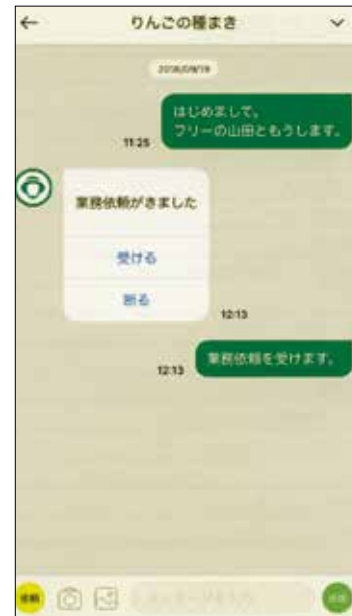 りんごの種まき
2018/09/19
はじめまして。
フリーの山田ともうします。
11:25
業務依頼がきました
受ける
断る
12:13
業務依頼を受けます。
12:13
依頼